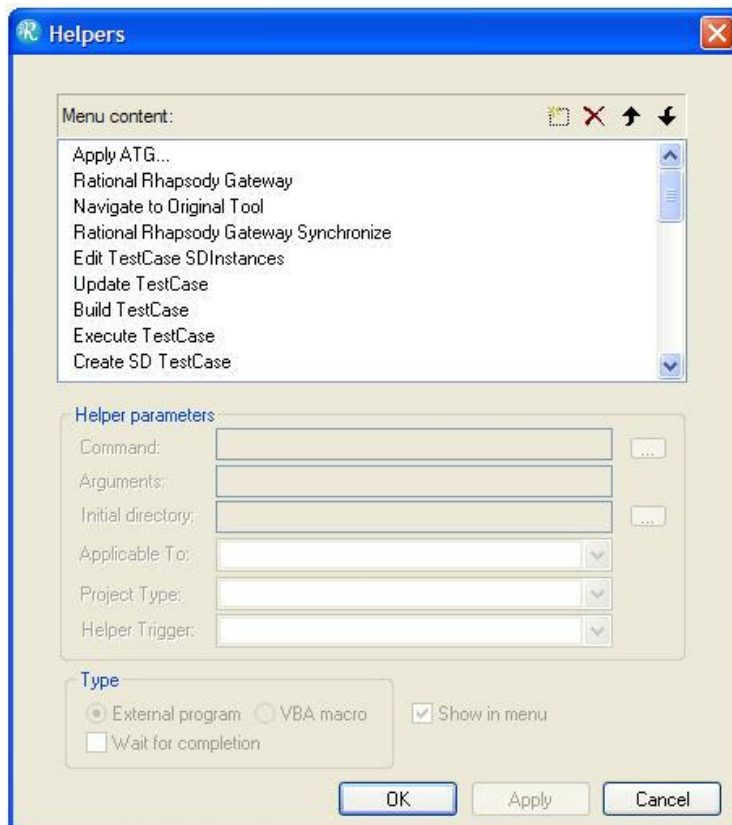 Helpers
Menu content:
Apply ATG...
Rational Rhapsody Gateway
Navigate to Original Tool
Rational Rhapsody Gateway Synchronize
Edit TestCase SDInstances
Update TestCase
Build TestCase
Execute TestCase
Create SD TestCase
Helper parameters
Command:
...
Arguments:
Initial directory:
...
Applicable To:
Project Type:
Helper Trigger:
Type
External program VBA macro Show in menu
Wait for completion
OK Apply Cancel